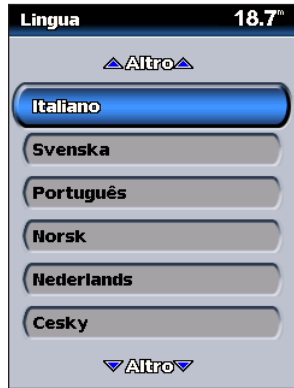 Lingua 18.7m
Altro
Italiano
Svenska
Português
Norsk
Nederlands
Cesky
Altro